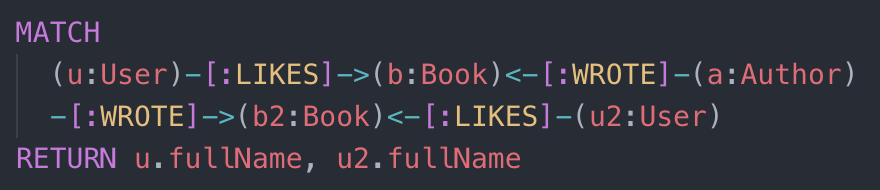 MATCH
(u:User)-[:LIKES]->(b:Book)<-[:WROTE]-(a:Author)
-[:WROTE]->(b2:Book)<-[:LIKES]-(u2:User)
RETURN u.fullName, u2.fullName